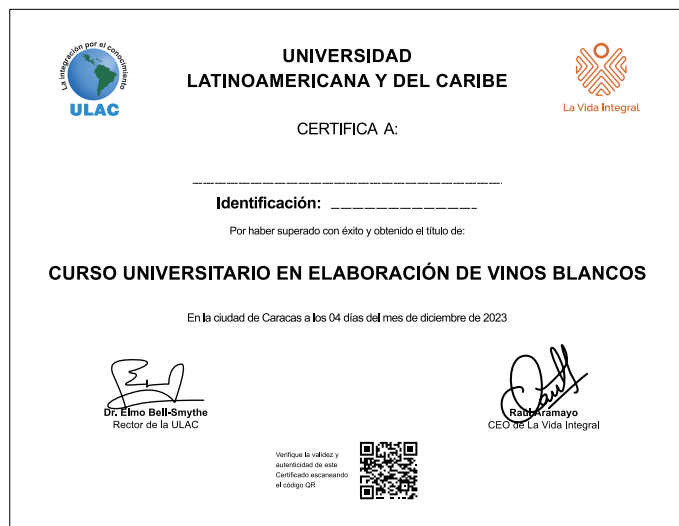 La integración por el conocimiento
ULAC
UNIVERSIDAD
LATINOAMERICANA Y DEL CARIBE
La Vida Integral
CERTIFICA A:
Identificación:
Por haber superado con éxito y obtenido el título de:
CURSO UNIVERSITARIO EN ELABORACIÓN DE VINOS BLANCOS
En la ciudad de Caracas a los 04 días del mes de diciembre de 2023
Dr. Elmo Bell-Smythe
Rector de la ULAC
Raúl Aramayo
CEO de La Vida Integral
Verifique la validez y
autenticidad de este
Certificado escaneando
el código QR